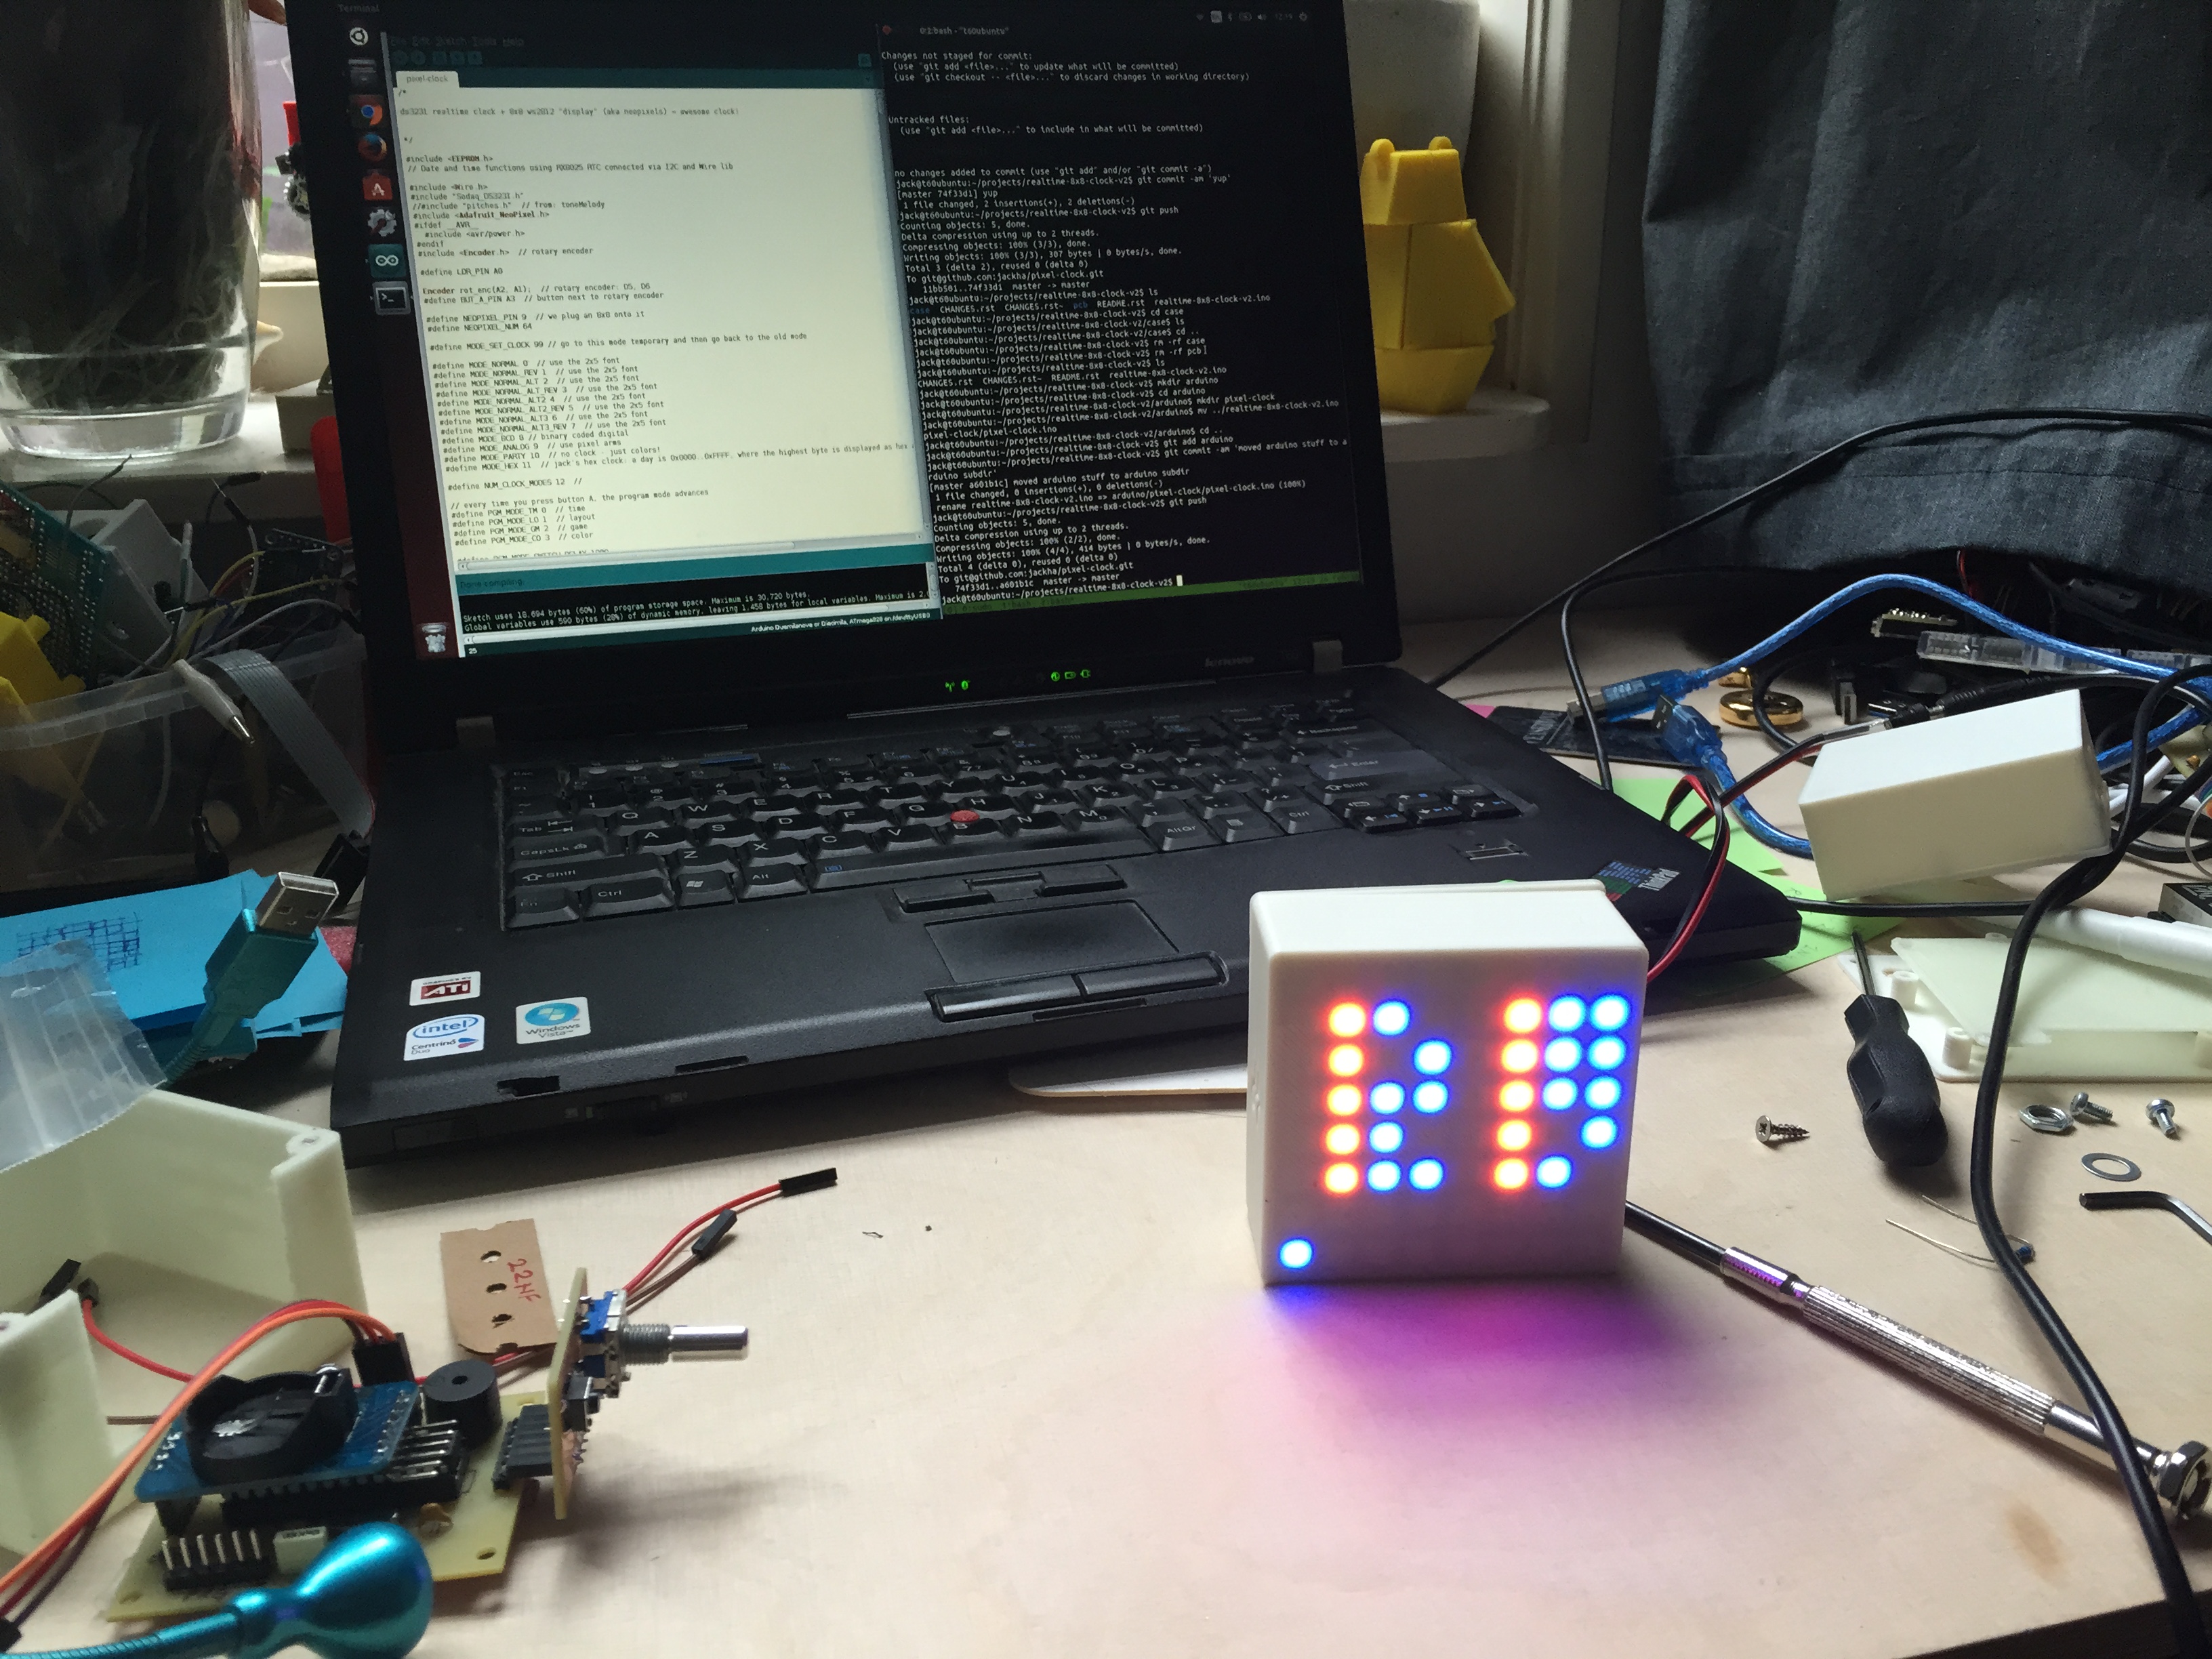 Terminal
File Edit Sketch Tools Help
pixel-clock
/*
ds3231 realtime clock + 8x8 ws2812 "display" (aka neopixels) = awesome clock!
*/
#include <EEPROM.h>
// Date and time functions using RX8025 RTC connected via I2C and Wire lib
#include <Wire.h>
#include "Sodaq_DS3231.h"
//#include "pitches.h" // from: toneMelody
#include <Adafruit_NeoPixel.h>
#ifdef __AVR__
#include <avr/power.h>
#endif
#include <Encoder.h> // rotary encoder
#define LDR_PIN A0
Encoder rot_enc(A2, A1); // rotary encoder: D5, D6
#define BUT_A_PIN A3 // button next to rotary encoder
#define NEOPIXEL_PIN 9 // we plug an 8x8 onto it
#define NEOPIXEL_NUM 64
#define MODE_SET_CLOCK 99 // go to this mode temporary and then go back to the old mode
#define MODE_NORMAL 0 // use the 2x5 font
#define MODE_NORMAL_REV 1 // use the 2x5 font
#define MODE_NORMAL_ALT 2 // use the 2x5 font
#define MODE_NORMAL_ALT_REV 3 // use the 2x5 font
#define MODE_NORMAL_ALT2 4 // use the 2x5 font
#define MODE_NORMAL_ALT2_REV 5 // use the 2x5 font
#define MODE_NORMAL_ALT3 6 // use the 2x5 font
#define MODE_NORMAL_ALT3_REV 7 // use the 2x5 font
#define MODE_BCD 8 // binary coded digital
#define MODE_ANALOG 9 // use pixel arms
#define MODE_PARTY 10 // no clock - just colors!
#define MODE_HEX 11 // jack's hex clock: a day is 0x0000..0xFFFF, where the highest byte is displayed as hex
#define NUM_CLOCK_MODES 12 //
// every time you press button A, the program mode advances
#define PGM_MODE_TM 0 // time
#define PGM_MODE_LO 1 // layout
#define PGM_MODE_GM 2 // game
#define PGM_MODE_CO 3 // color
Done compiling.
Sketch uses 18.694 bytes (60%) of program storage space. Maximum is 30.720 bytes.
Global variables use 590 bytes (28%) of dynamic memory, leaving 1.458 bytes for local variables. Maximum is 2.0
25
Arduino Duemilanove or Diecimila, ATmega328 on /dev/ttyUSB0
0:2:bash - "t60ubuntu"
Changes not staged for commit:
(use "git add <file>..." to update what will be committed)
(use "git checkout -- <file>..." to discard changes in working directory)
Untracked files:
(use "git add <file>..." to include in what will be committed)
no changes added to commit (use "git add" and/or "git commit -a")
jack@t60ubuntu:~/projects/realtime-8x8-clock-v2$ git commit -am 'yup'
[master 74f33d1] yup
1 file changed, 2 insertions(+), 2 deletions(-)
jack@t60ubuntu:~/projects/realtime-8x8-clock-v2$ git push
Counting objects: 5, done.
Delta compression using up to 2 threads.
Compressing objects: 100% (3/3), done.
Writing objects: 100% (3/3), 307 bytes | 0 bytes/s, done.
Total 3 (delta 2), reused 0 (delta 0)
To git@github.com:jackha/pixel-clock.git
11bb501..74f33d1 master -> master
jack@t60ubuntu:~/projects/realtime-8x8-clock-v2$ ls
case CHANGES.rst CHANGES.rst~ pcb README.rst realtime-8x8-clock-v2.ino
jack@t60ubuntu:~/projects/realtime-8x8-clock-v2$ cd case
jack@t60ubuntu:~/projects/realtime-8x8-clock-v2/case$ ls
jack@t60ubuntu:~/projects/realtime-8x8-clock-v2/case$ cd ..
jack@t60ubuntu:~/projects/realtime-8x8-clock-v2$ rm -rf case
jack@t60ubuntu:~/projects/realtime-8x8-clock-v2$ rm -rf pcb
jack@t60ubuntu:~/projects/realtime-8x8-clock-v2$ ls
CHANGES.rst CHANGES.rst~ README.rst realtime-8x8-clock-v2.ino
jack@t60ubuntu:~/projects/realtime-8x8-clock-v2$ mkdir arduino
jack@t60ubuntu:~/projects/realtime-8x8-clock-v2$ cd arduino
jack@t60ubuntu:~/projects/realtime-8x8-clock-v2/arduino$ mkdir pixel-clock
jack@t60ubuntu:~/projects/realtime-8x8-clock-v2/arduino$ mv ../realtime-8x8-clock-v2.ino
pixel-clock/pixel-clock.ino
jack@t60ubuntu:~/projects/realtime-8x8-clock-v2/arduino$ cd ..
jack@t60ubuntu:~/projects/realtime-8x8-clock-v2$ git add arduino
jack@t60ubuntu:~/projects/realtime-8x8-clock-v2$ git commit -am 'moved arduino stuff to a
rduino subdir'
[master a601b1c] moved arduino stuff to arduino subdir
1 file changed, 0 insertions(+), 0 deletions(-)
rename realtime-8x8-clock-v2.ino => arduino/pixel-clock/pixel-clock.ino (100%)
jack@t60ubuntu:~/projects/realtime-8x8-clock-v2$ git push
Counting objects: 5, done.
Delta compression using up to 2 threads.
Compressing objects: 100% (2/2), done.
Writing objects: 100% (4/4), 414 bytes | 0 bytes/s, done.
Total 4 (delta 0), reused 0 (delta 0)
To git@github.com:jackha/pixel-clock.git
74f33d1..a601b1c master -> master
jack@t60ubuntu:~/projects/realtime-8x8-clock-v2$
lenovo
Q W E R T Y U I O P
Tab
Enter
CapsLk A S D F G H J K L
Shift Z X C V B N M Shift
Fn Ctrl Alt AltGr Ctrl
ThinkPad
ATI
intel
Centrino
Duo
Windows
Vista
22nF